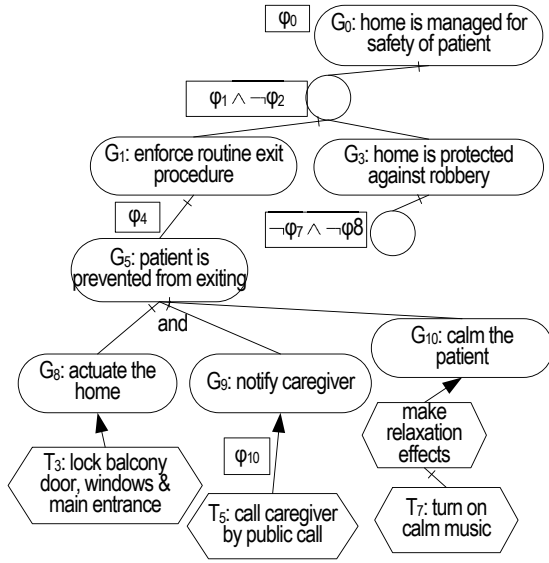 φ₀
G₀: home is managed for
safety of patient
φ₁ ∧ ¬φ₂
G₁: enforce routine exit
procedure
G₃: home is protected
against robbery
φ₄
¬φ₇ ∧ ¬φ8
G₅: patient is
prevented from exiting
and
G₈: actuate the
home
G₉: notify caregiver
G₁₀: calm the
patient
T₃: lock balcony
door, windows &
main entrance
φ₁₀
T₅: call caregiver
by public call
make
relaxation
effects
T₇: turn on
calm music